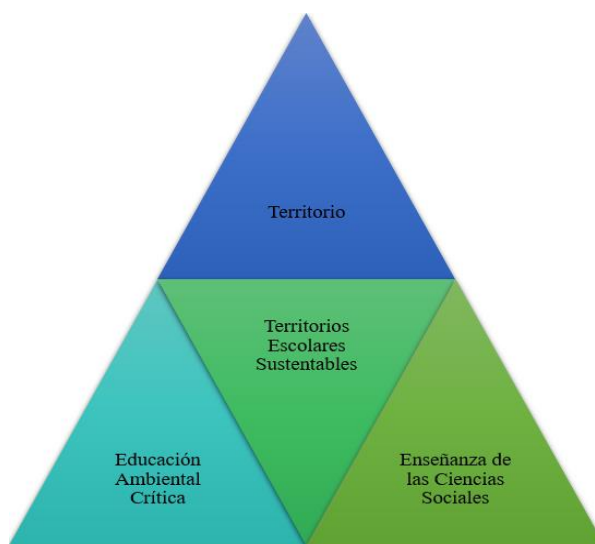 Territorio
Territorios
Escolares
Sustentables
Educación
Ambiental
Crítica
Enseñanza de
las Ciencias
Sociales